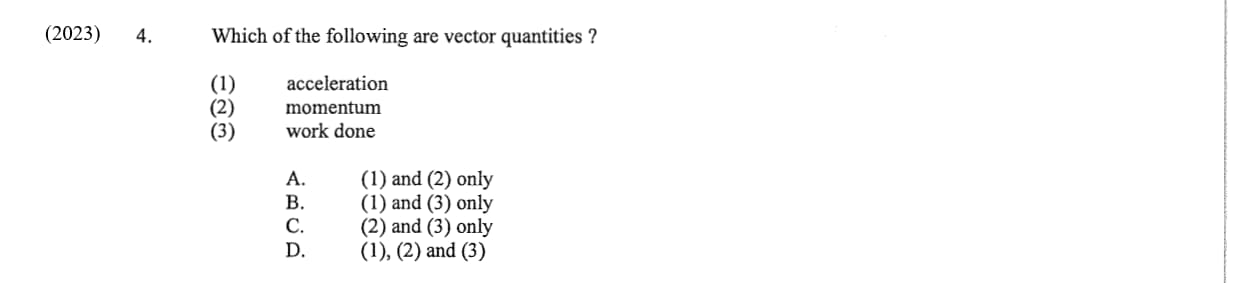 (2023) 4. Which of the following are vector quantities ?
(1) acceleration
(2) momentum
(3) work done
A. (1) and (2) only
B. (1) and (3) only
C. (2) and (3) only
D. (1), (2) and (3)